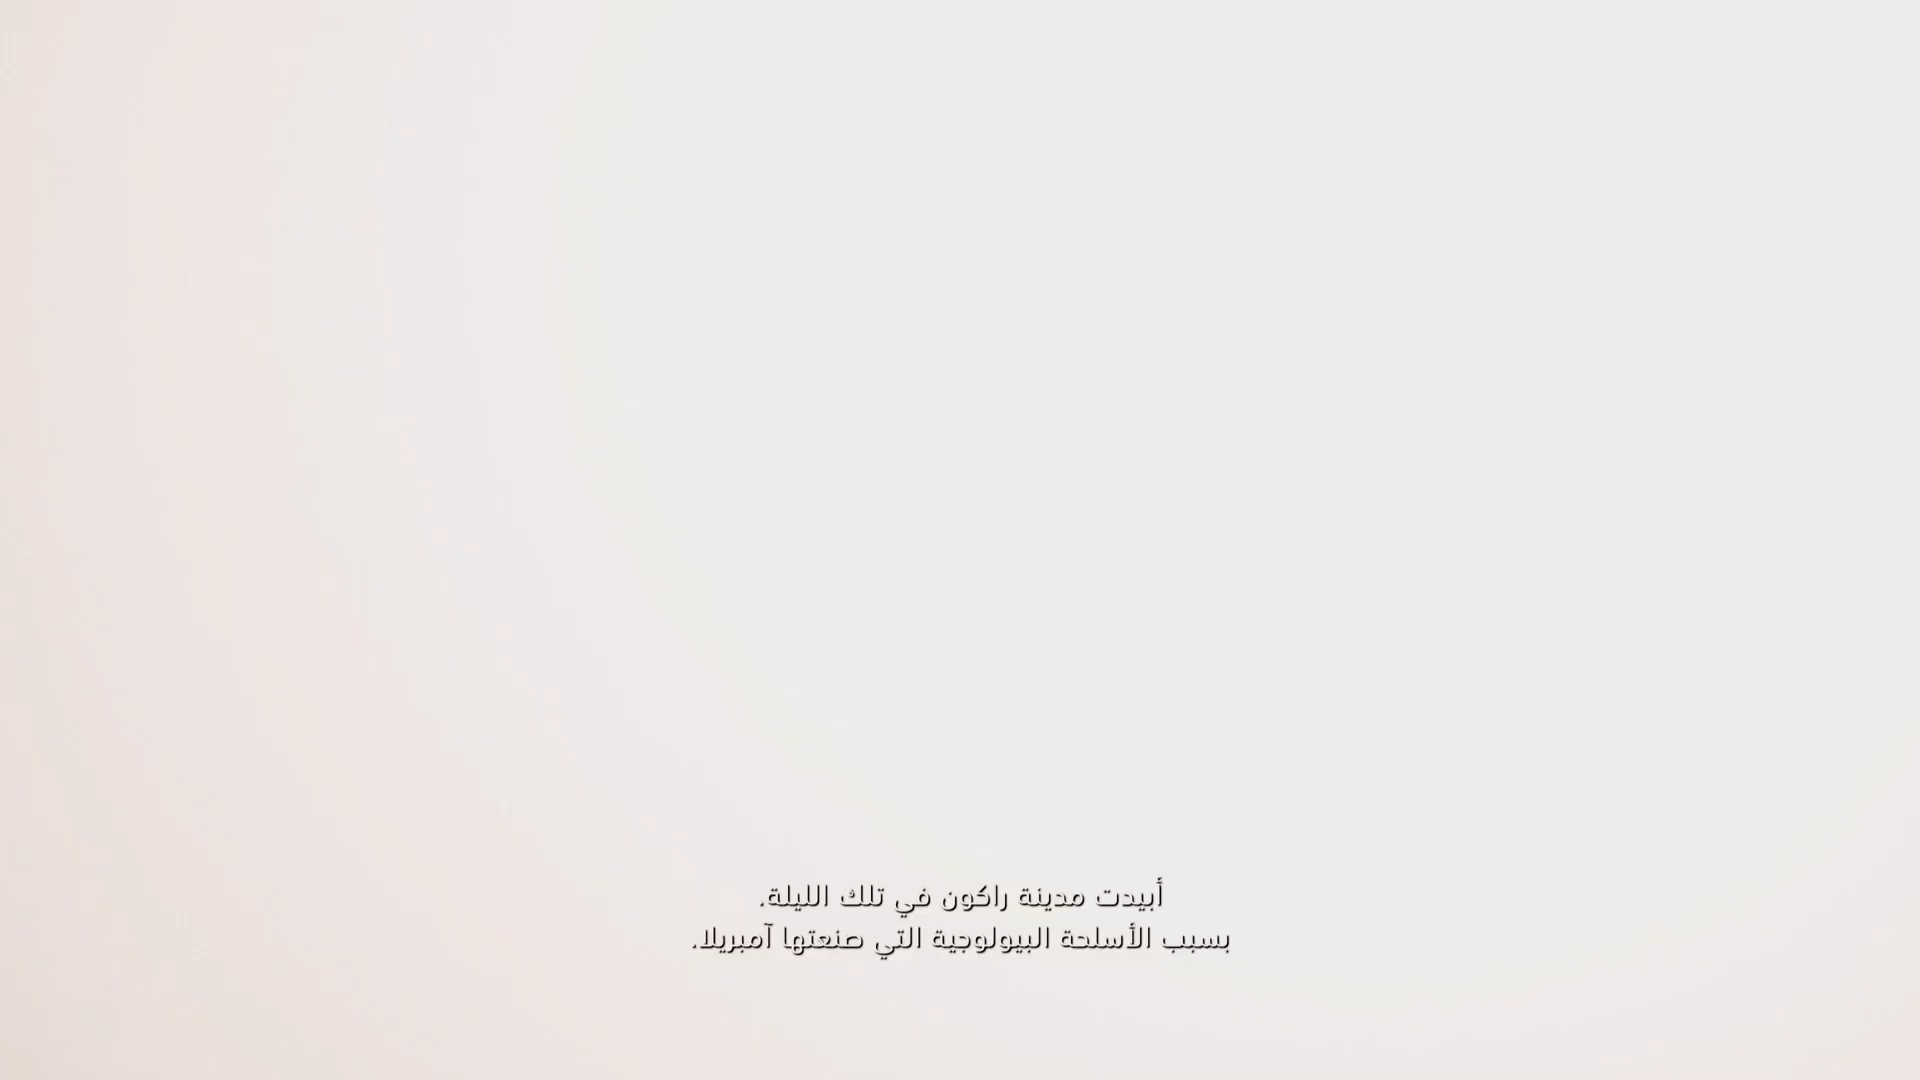 أبيدت مدينة راكون في تلك الليلة.
بسبب الأسلحة البيولوجية التي صنعتها آمبريلا.